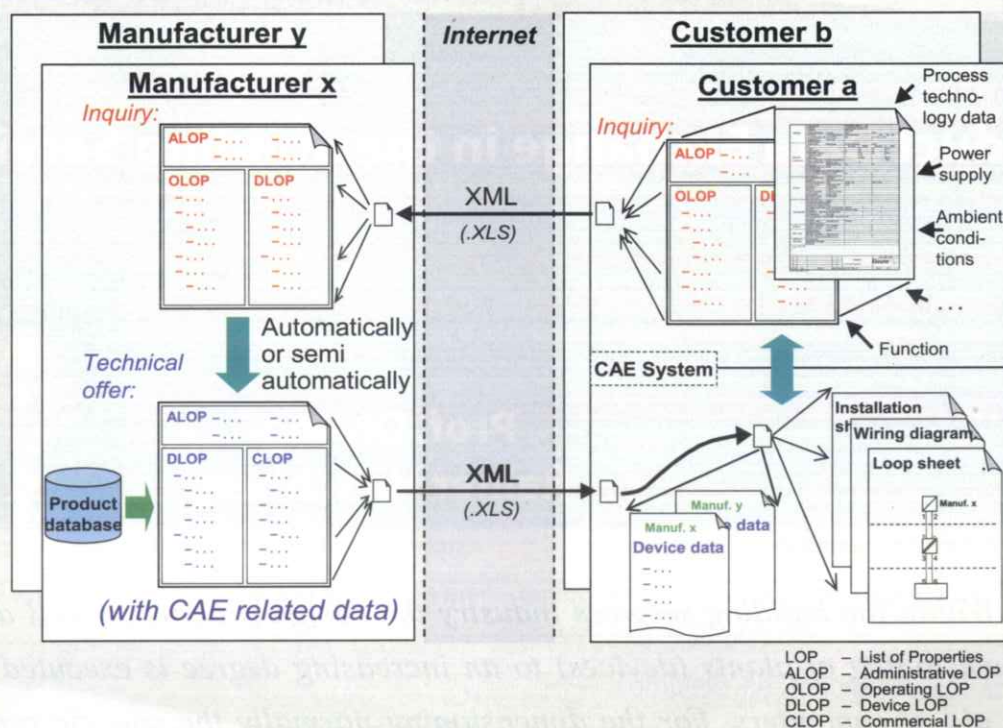 Manufacturer y
Manufacturer x
Inquiry:
ALOP
OLOP DLOP
Automatically
or semi
automatically
Technical
offer:
ALOP
DLOP CLOP
Product
database
(with CAE related data)
Internet
XML
(.XLS)
XML
(.XLS)
Customer b
Customer a
Inquiry:
ALOP
OLOP
Process
techno-
logy data
Power
supply
Ambient
condi-
tions
. . .
Function
CAE System
Installation
Wiring diagram
Loop sheet
Manuf. x
Manuf. y
data
Manuf. x
Device data
LOP – List of Properties
ALOP – Administrative LOP
OLOP – Operating LOP
DLOP – Device LOP
CLOP – Commercial LOP